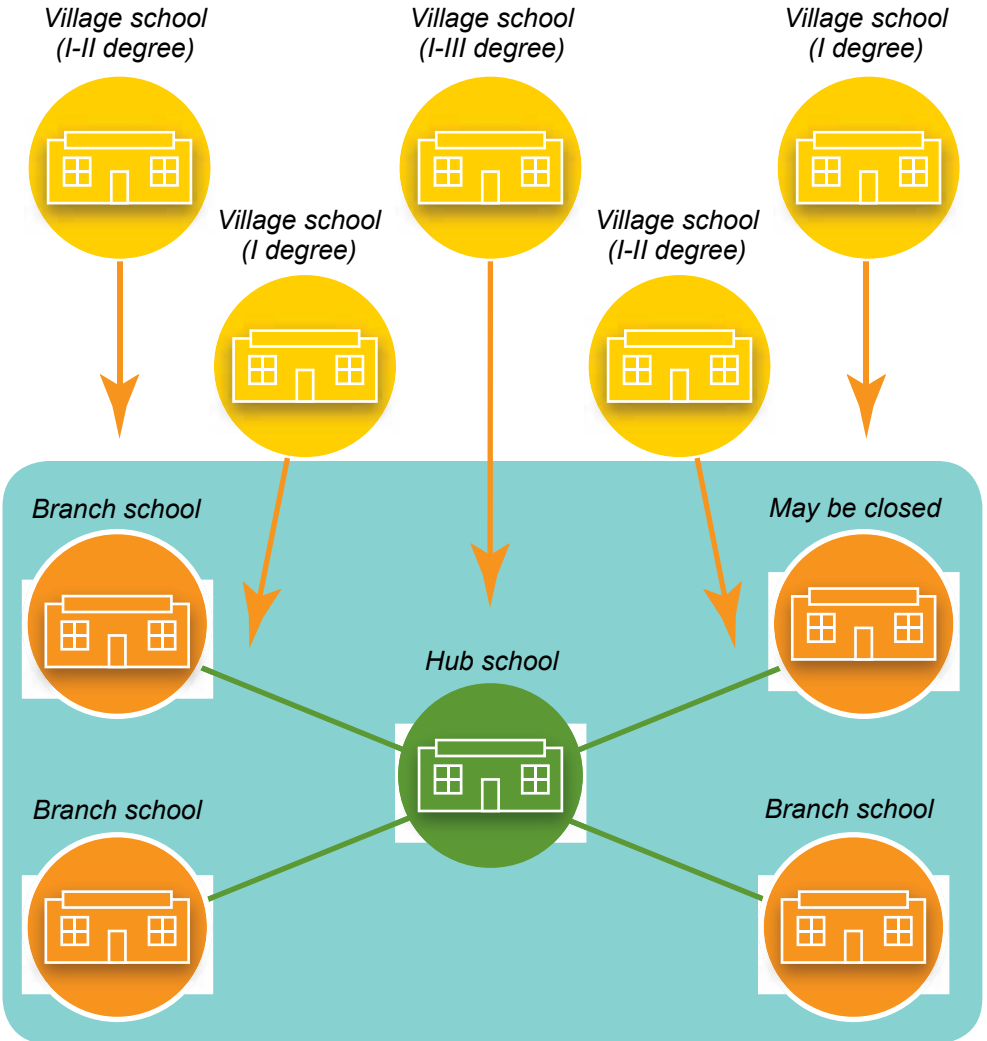 Village school
(I-II degree)
Village school
(I-III degree)
Village school
(I degree)
Village school
(I degree)
Village school
(I-II degree)
Branch school
May be closed
Hub school
Branch school
Branch school